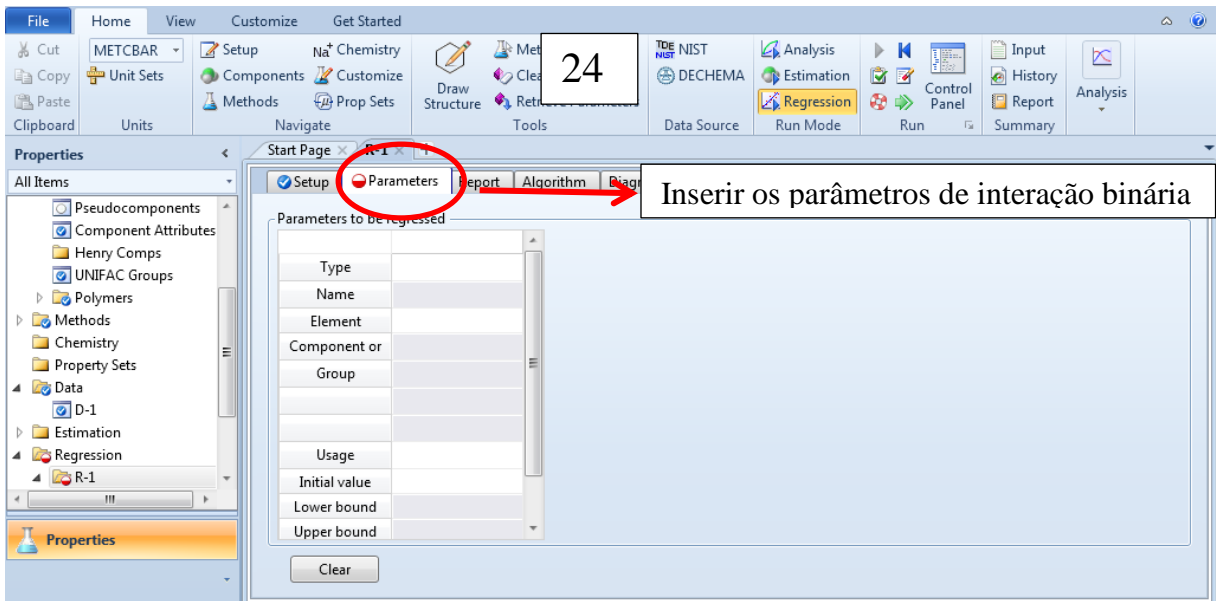 File Home View Customize Get Started
Cut METCBAR Setup Na+ Chemistry Met 24 NIST Analysis Input
Copy Unit Sets Components Customize Draw Structure Clea DECHEMA Estimation Control Panel History Analysis
Paste Methods Prop Sets Regression Report
Clipboard Units Navigate Tools Data Source Run Mode Run Summary
Properties Start Page R-1
All Items Setup Parameters Report Algorithm Inserir os parâmetros de interação binária
Pseudocomponents Parameters to be regressed
Component Attributes
Henry Comps Type
UNIFAC Groups Name
Polymers Element
Methods Component or
Chemistry Group
Property Sets
Data
D-1
Estimation Usage
Regression Initial value
R-1 Lower bound
Properties Upper bound
Clear